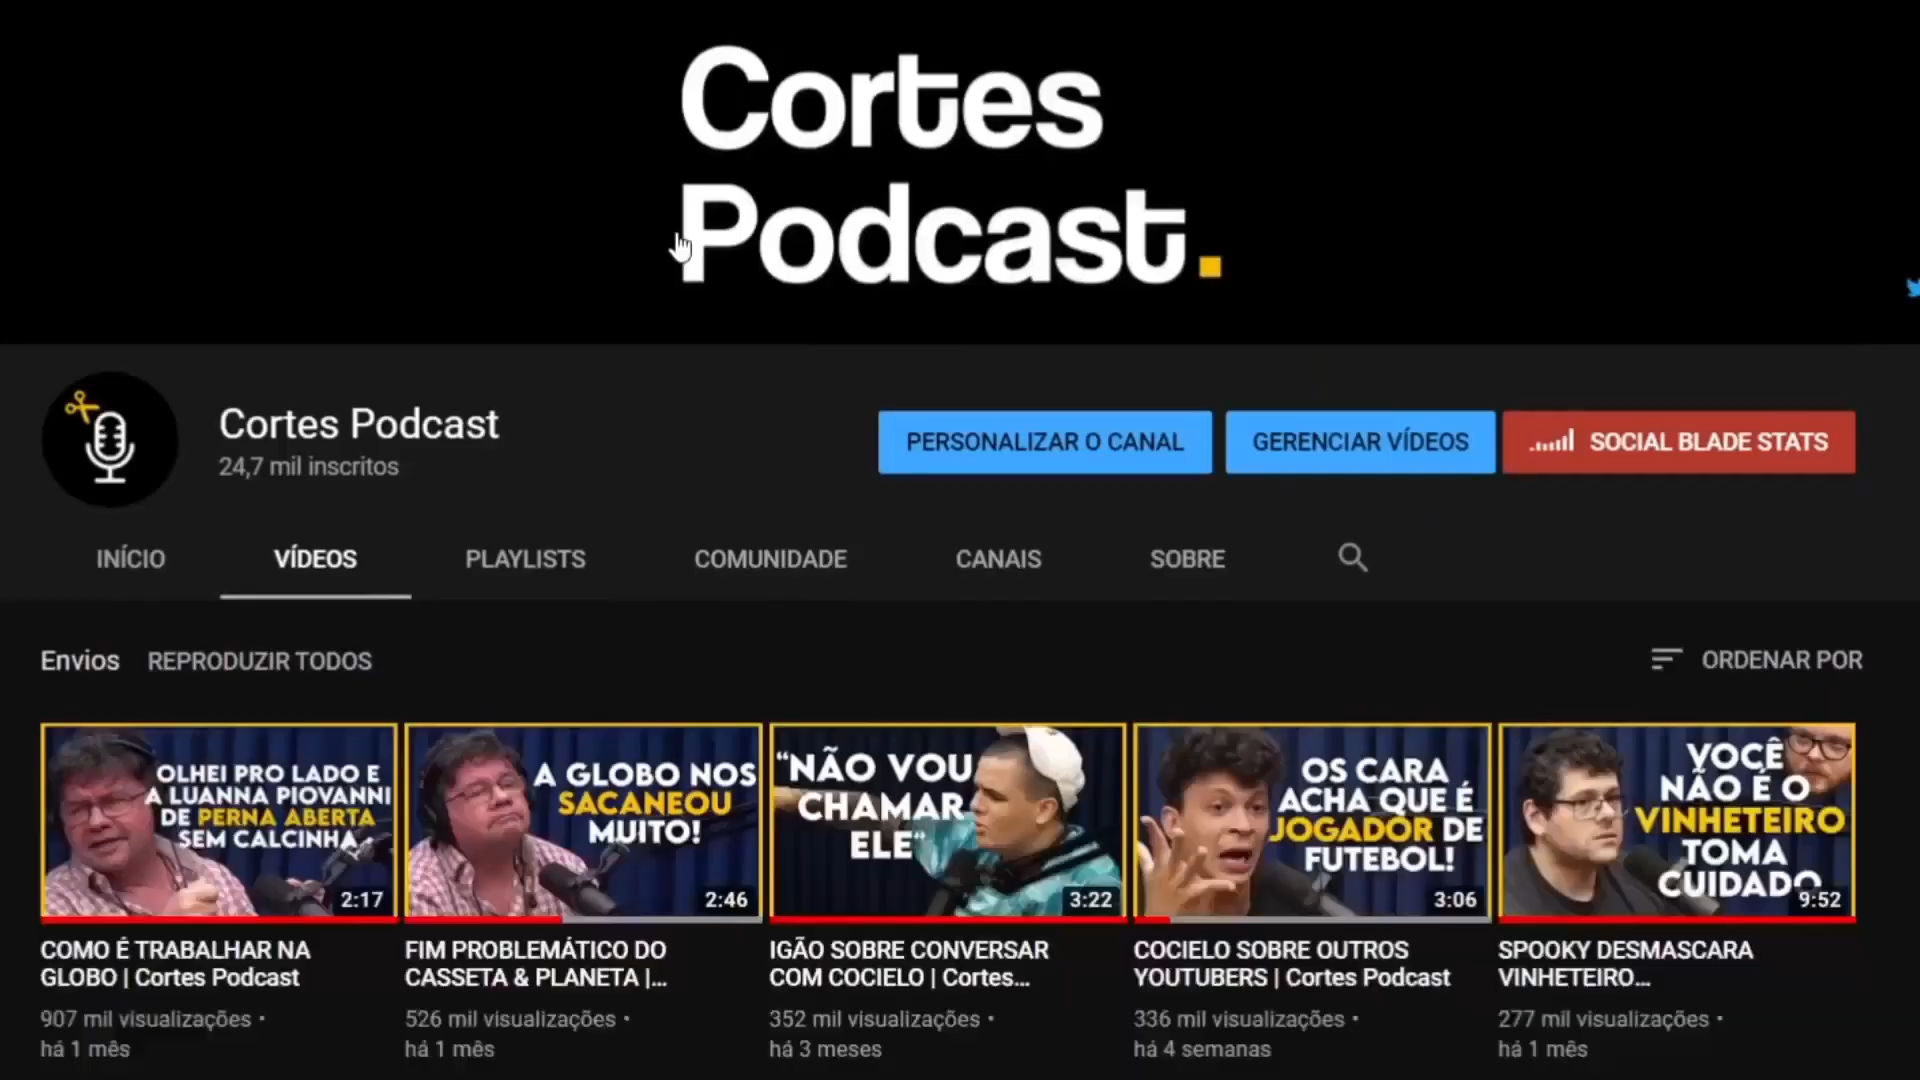 Cortes
Podcast.
Cortes Podcast
24,7 mil inscritos
PERSONALIZAR O CANAL
GERENCIAR VÍDEOS
SOCIAL BLADE STATS
INÍCIO
VÍDEOS
PLAYLISTS
COMUNIDADE
CANAIS
SOBRE
Envios
REPRODUZIR TODOS
ORDENAR POR
OLHEI PRO LADO E
A LUANNA PIOVANNI
DE PERNA ABERTA
SEM CALCINHA
2:17
A GLOBO NOS
SACANEOU
MUITO!
2:46
“NÃO VOU
CHAMAR
ELE“
3:22
OS CARA
ACHA QUE É
JOGADOR DE
FUTEBOL!
3:06
VOCÊ
NÃO É O
VINHETEIRO
TOMA
CUIDADO
9:52
COMO É TRABALHAR NA
GLOBO | Cortes Podcast
907 mil visualizações •
há 1 mês
FIM PROBLEMÁTICO DO
CASSETA & PLANETA |...
526 mil visualizações •
há 1 mês
IGÃO SOBRE CONVERSAR
COM COCIELO | Cortes...
352 mil visualizações •
há 3 meses
COCIELO SOBRE OUTROS
YOUTUBERS | Cortes Podcast
336 mil visualizações •
há 4 semanas
SPOOKY DESMASCARA
VINHETEIRO...
277 mil visualizações •
há 1 mês